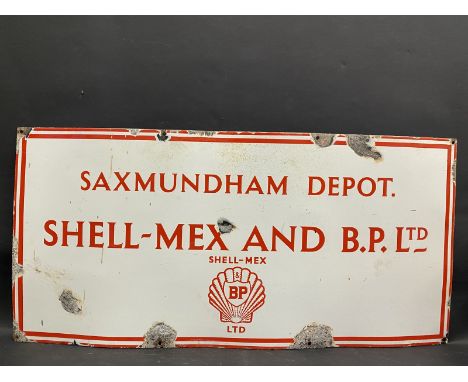 SAXMUNDHAM DEPOT.
SHELL-MEX AND B.P. LTD
SHELL-MEX
&
BP
LTD